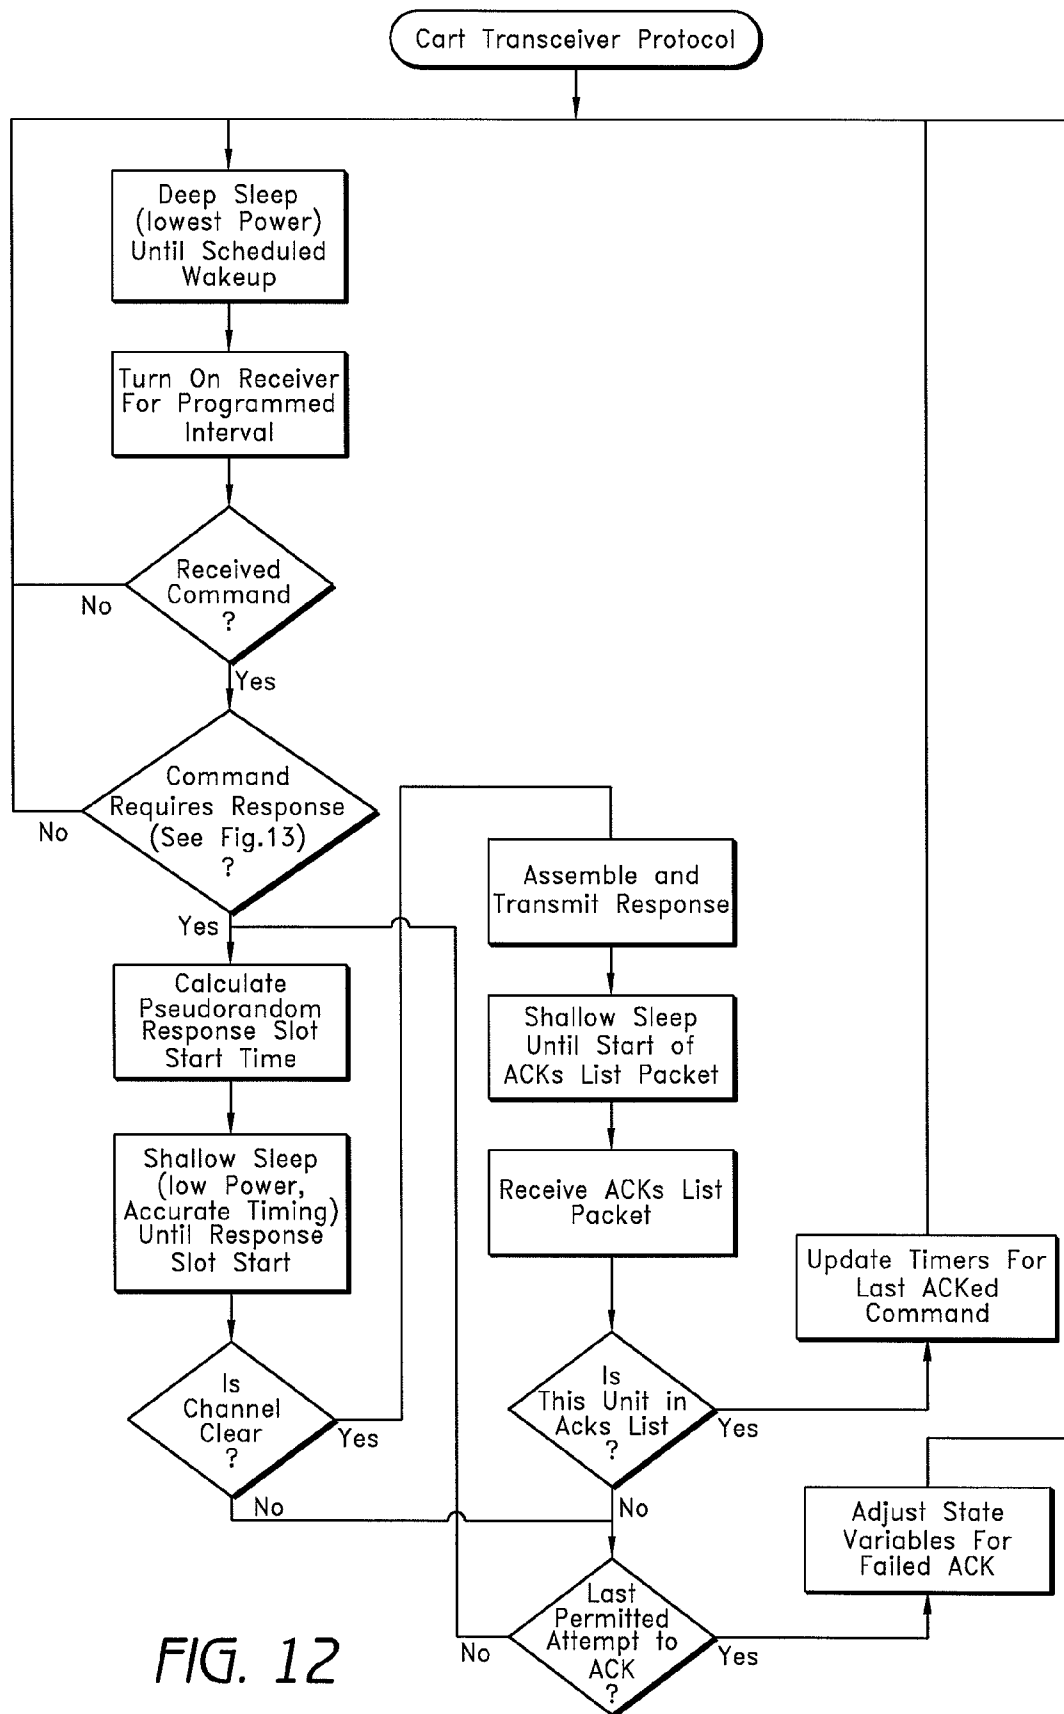 Cart Transceiver Protocol
Deep Sleep
(lowest Power)
Until Scheduled
Wakeup
Turn On Receiver
For Programmed
Interval
Received
Command
?
No
Yes
Command
Requires Response
(See Fig.13)
?
No
Yes
Calculate
Pseudorandom
Response Slot
Start Time
Shallow Sleep
(low Power,
Accurate Timing)
Until Response
Slot Start
Is
Channel
Clear
?
Yes
No
Assemble and
Transmit Response
Shallow Sleep
Until Start of
ACKs List Packet
Receive ACKs List
Packet
Is
This Unit in
Acks List
?
Yes
No
Update Timers For
Last ACKed
Command
Last
Permitted
Attempt to
ACK
?
No
Yes
Adjust State
Variables For
Failed ACK
FIG. 12